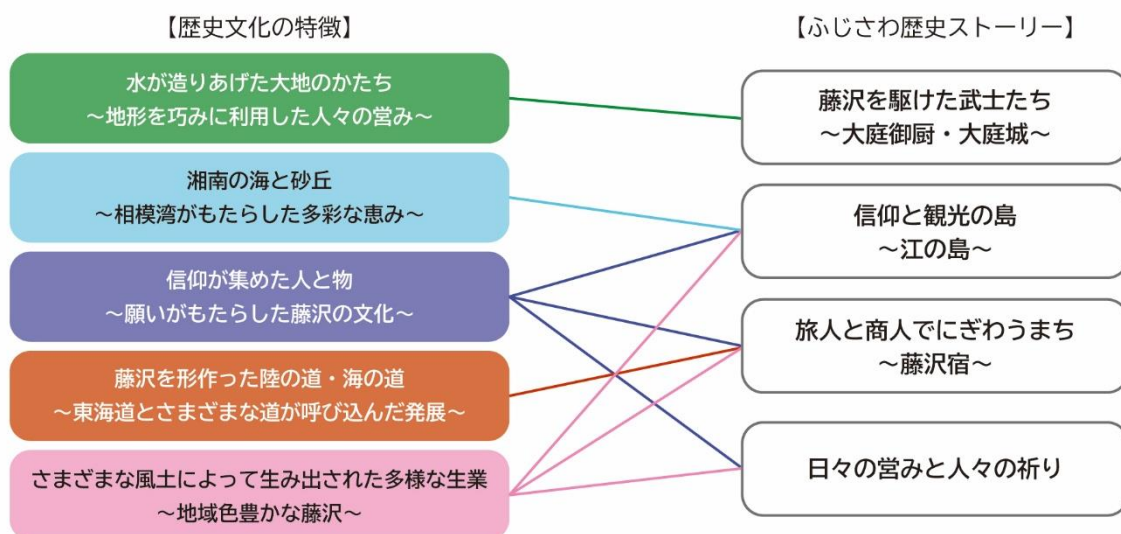 【歴史文化の特徴】
水が造りあげた大地のかたち
～地形を巧みに利用した人々の営み～
湘南の海と砂丘
～相模湾がもたらした多彩な恵み～
信仰が集めた人と物
～願いがもたらした藤沢の文化～
藤沢を形作った陸の道・海の道
～東海道とさまざまな道が呼び込んだ発展～
さまざまな風土によって生み出された多様な生業
～地域色豊かな藤沢～
【ふじさわ歴史ストーリー】
藤沢を駆けた武士たち
～大庭御厨・大庭城～
信仰と観光の島
～江の島～
旅人と商人でにぎわうまち
～藤沢宿～
日々の営みと人々の祈り